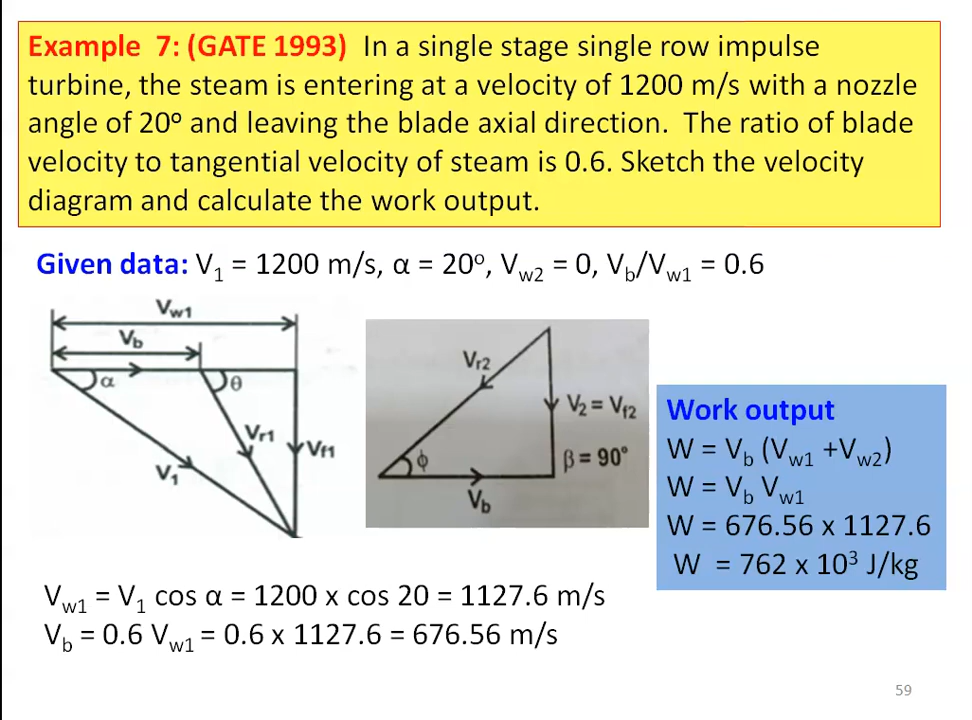 Example 7: (GATE 1993) In a single stage single row impulse
turbine, the steam is entering at a velocity of 1200 m/s with a nozzle
angle of 20º and leaving the blade axial direction. The ratio of blade
velocity to tangential velocity of steam is 0.6. Sketch the velocity
diagram and calculate the work output.
Given data: V1 = 1200 m/s, α = 20º, Vw2 = 0, Vb/Vw1 = 0.6
Vw1
Vb
α
θ
Vr1
Vf1
V1
Vr2
V2 = Vf2
ϕ
β = 90°
Vb
Work output
W = Vb (Vw1 +Vw2)
W = Vb Vw1
W = 676.56 x 1127.6
W = 762 x 10³ J/kg
Vw1 = V1 cos α = 1200 x cos 20 = 1127.6 m/s
Vb = 0.6 Vw1 = 0.6 x 1127.6 = 676.56 m/s
59